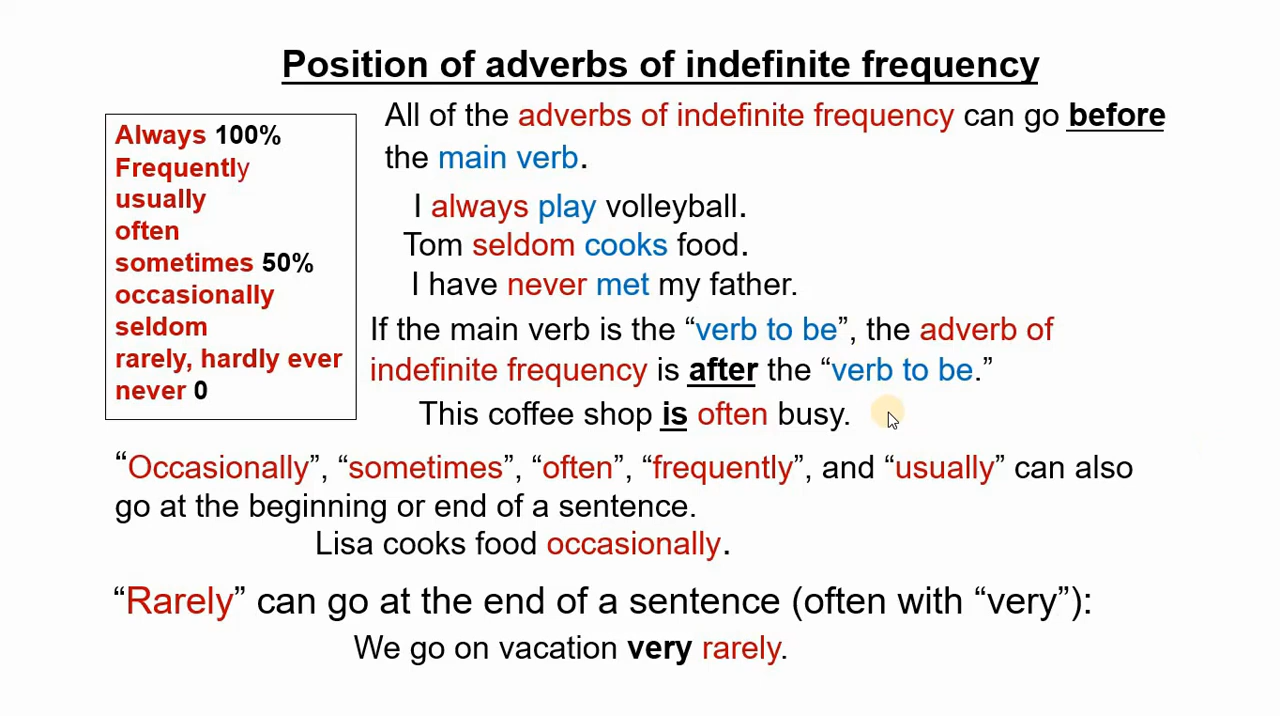 Position of adverbs of indefinite frequency
Always 100%
Frequently
usually
often
sometimes 50%
occasionally
seldom
rarely, hardly ever
never 0
All of the adverbs of indefinite frequency can go before
the main verb.
I always play volleyball.
Tom seldom cooks food.
I have never met my father.
If the main verb is the “verb to be”, the adverb of
indefinite frequency is after the “verb to be.”
This coffee shop is often busy.
“Occasionally”, “sometimes”, “often”, “frequently”, and “usually” can also
go at the beginning or end of a sentence.
Lisa cooks food occasionally.
“Rarely” can go at the end of a sentence (often with “very”):
We go on vacation very rarely.